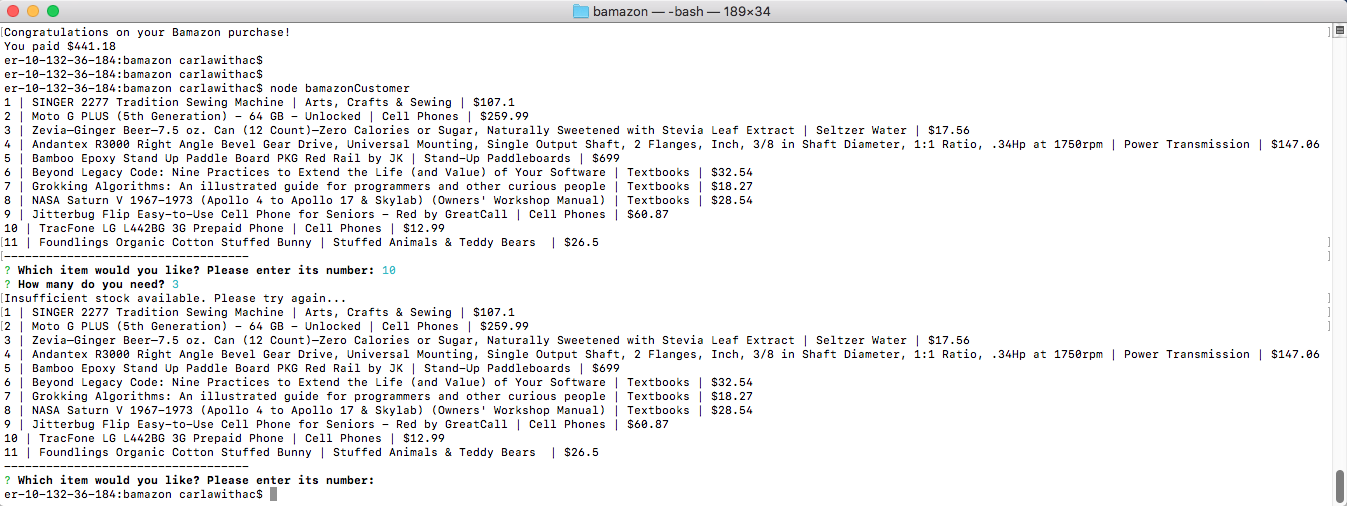 bamazon — -bash — 189×34
[Congratulations on your Bamazon purchase! ]
You paid $441.18
er-10-132-36-184:bamazon carlawithac$
er-10-132-36-184:bamazon carlawithac$
er-10-132-36-184:bamazon carlawithac$ node bamazonCustomer
1 | SINGER 2277 Tradition Sewing Machine | Arts, Crafts & Sewing | $107.1
2 | Moto G PLUS (5th Generation) - 64 GB - Unlocked | Cell Phones | $259.99
3 | Zevia—Ginger Beer—7.5 oz. Can (12 Count)—Zero Calories or Sugar, Naturally Sweetened with Stevia Leaf Extract | Seltzer Water | $17.56
4 | Andantex R3000 Right Angle Bevel Gear Drive, Universal Mounting, Single Output Shaft, 2 Flanges, Inch, 3/8 in Shaft Diameter, 1:1 Ratio, .34Hp at 1750rpm | Power Transmission | $147.06
5 | Bamboo Epoxy Stand Up Paddle Board PKG Red Rail by JK | Stand-Up Paddleboards | $699
6 | Beyond Legacy Code: Nine Practices to Extend the Life (and Value) of Your Software | Textbooks | $32.54
7 | Grokking Algorithms: An illustrated guide for programmers and other curious people | Textbooks | $18.27
8 | NASA Saturn V 1967-1973 (Apollo 4 to Apollo 17 & Skylab) (Owners' Workshop Manual) | Textbooks | $28.54
9 | Jitterbug Flip Easy-to-Use Cell Phone for Seniors - Red by GreatCall | Cell Phones | $60.87
10 | TracFone LG L442BG 3G Prepaid Phone | Cell Phones | $12.99
[11 | Foundlings Organic Cotton Stuffed Bunny | Stuffed Animals & Teddy Bears  | $26.5 ]
[----------------------------------- ]
? Which item would you like? Please enter its number: 10
? How many do you need? 3
[Insufficient stock available. Please try again... ]
[1 | SINGER 2277 Tradition Sewing Machine | Arts, Crafts & Sewing | $107.1 ]
[2 | Moto G PLUS (5th Generation) - 64 GB - Unlocked | Cell Phones | $259.99 ]
3 | Zevia—Ginger Beer—7.5 oz. Can (12 Count)—Zero Calories or Sugar, Naturally Sweetened with Stevia Leaf Extract | Seltzer Water | $17.56
4 | Andantex R3000 Right Angle Bevel Gear Drive, Universal Mounting, Single Output Shaft, 2 Flanges, Inch, 3/8 in Shaft Diameter, 1:1 Ratio, .34Hp at 1750rpm | Power Transmission | $147.06
5 | Bamboo Epoxy Stand Up Paddle Board PKG Red Rail by JK | Stand-Up Paddleboards | $699
6 | Beyond Legacy Code: Nine Practices to Extend the Life (and Value) of Your Software | Textbooks | $32.54
7 | Grokking Algorithms: An illustrated guide for programmers and other curious people | Textbooks | $18.27
8 | NASA Saturn V 1967-1973 (Apollo 4 to Apollo 17 & Skylab) (Owners' Workshop Manual) | Textbooks | $28.54
9 | Jitterbug Flip Easy-to-Use Cell Phone for Seniors - Red by GreatCall | Cell Phones | $60.87
10 | TracFone LG L442BG 3G Prepaid Phone | Cell Phones | $12.99
11 | Foundlings Organic Cotton Stuffed Bunny | Stuffed Animals & Teddy Bears  | $26.5
-----------------------------------
? Which item would you like? Please enter its number:
er-10-132-36-184:bamazon carlawithac$